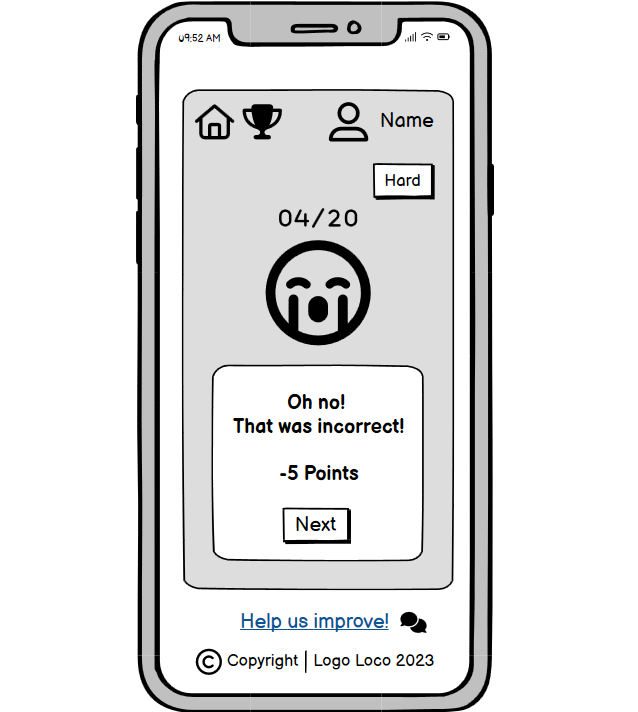 09:52 AM
Name
Hard
04/20
Oh no!
That was incorrect!
-5 Points
Next
Help us improve!
© Copyright | Logo Loco 2023